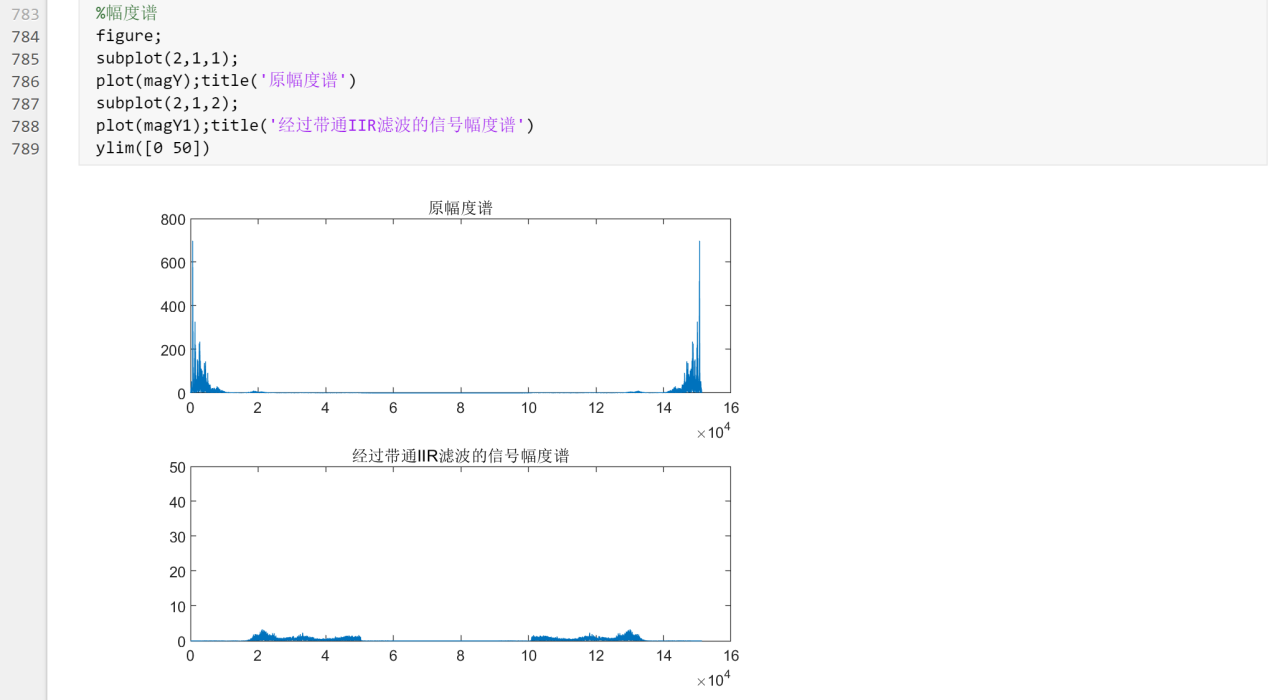 783 %幅度谱
784 figure;
785 subplot(2,1,1);
786 plot(magY);title('原幅度谱')
787 subplot(2,1,2);
788 plot(magY1);title('经过带通IIR滤波的信号幅度谱')
789 ylim([0 50])
原幅度谱
800
600
400
200
0
0 2 4 6 8 10 12 14 16
×10⁴
经过带通IIR滤波的信号幅度谱
50
40
30
20
10
0
0 2 4 6 8 10 12 14 16
×10⁴